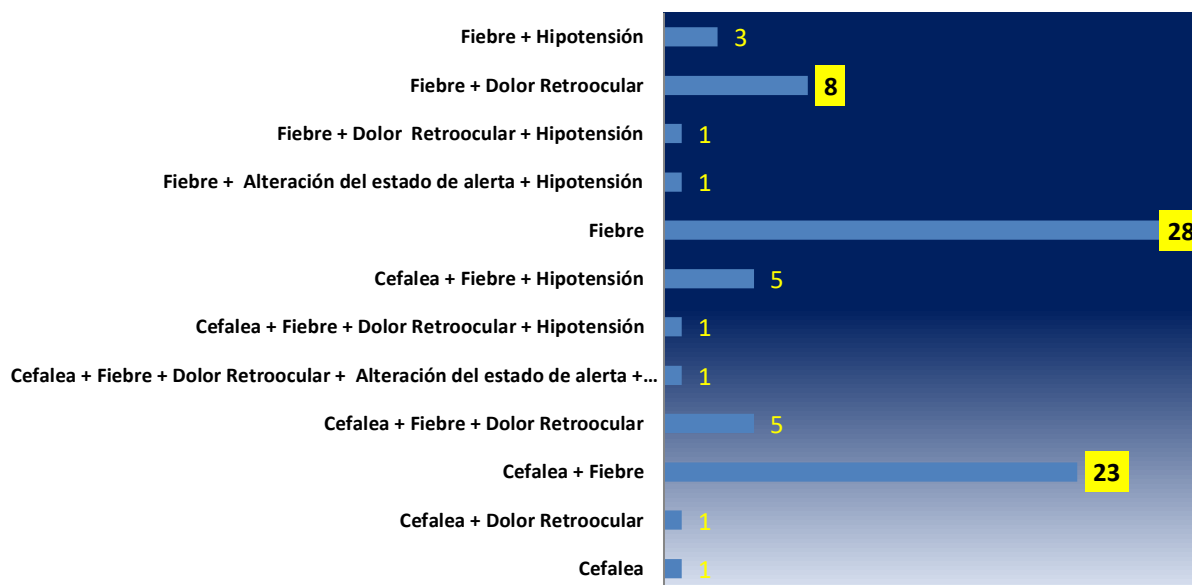 Fiebre + Hipotensión 3
Fiebre + Dolor Retroocular 8
Fiebre + Dolor Retroocular + Hipotensión 1
Fiebre + Alteración del estado de alerta + Hipotensión 1
Fiebre 28
Cefalea + Fiebre + Hipotensión 5
Cefalea + Fiebre + Dolor Retroocular + Hipotensión 1
Cefalea + Fiebre + Dolor Retroocular + Alteración del estado de alerta +… 1
Cefalea + Fiebre + Dolor Retroocular 5
Cefalea + Fiebre 23
Cefalea + Dolor Retroocular 1
Cefalea 1